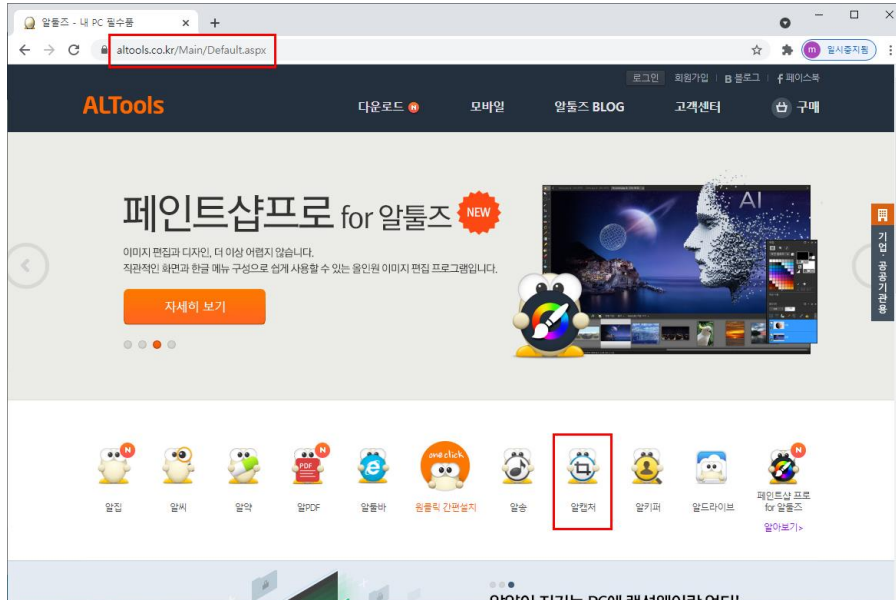 알툴즈 - 내 PC 필수품
altools.co.kr/Main/Default.aspx
m 일시중지됨
로그인 회원가입 B 블로그 f 페이스북
ALTools 다운로드 N 모바일 알툴즈 BLOG 고객센터 구매
페인트샵프로 for 알툴즈 NEW
이미지 편집과 디자인, 더 이상 어렵지 않습니다.
직관적인 화면과 한글 메뉴 구성으로 쉽게 사용할 수 있는 올인원 이미지 편집 프로그램입니다.
자세히 보기
AI
기업·공공기관용
N N one click N
PDF
알집 알씨 알약 알PDF 알툴바 원클릭 간편설치 알송 알캡처 알키퍼 알드라이브 페인트샵 프로
for 알툴즈
알아보기>